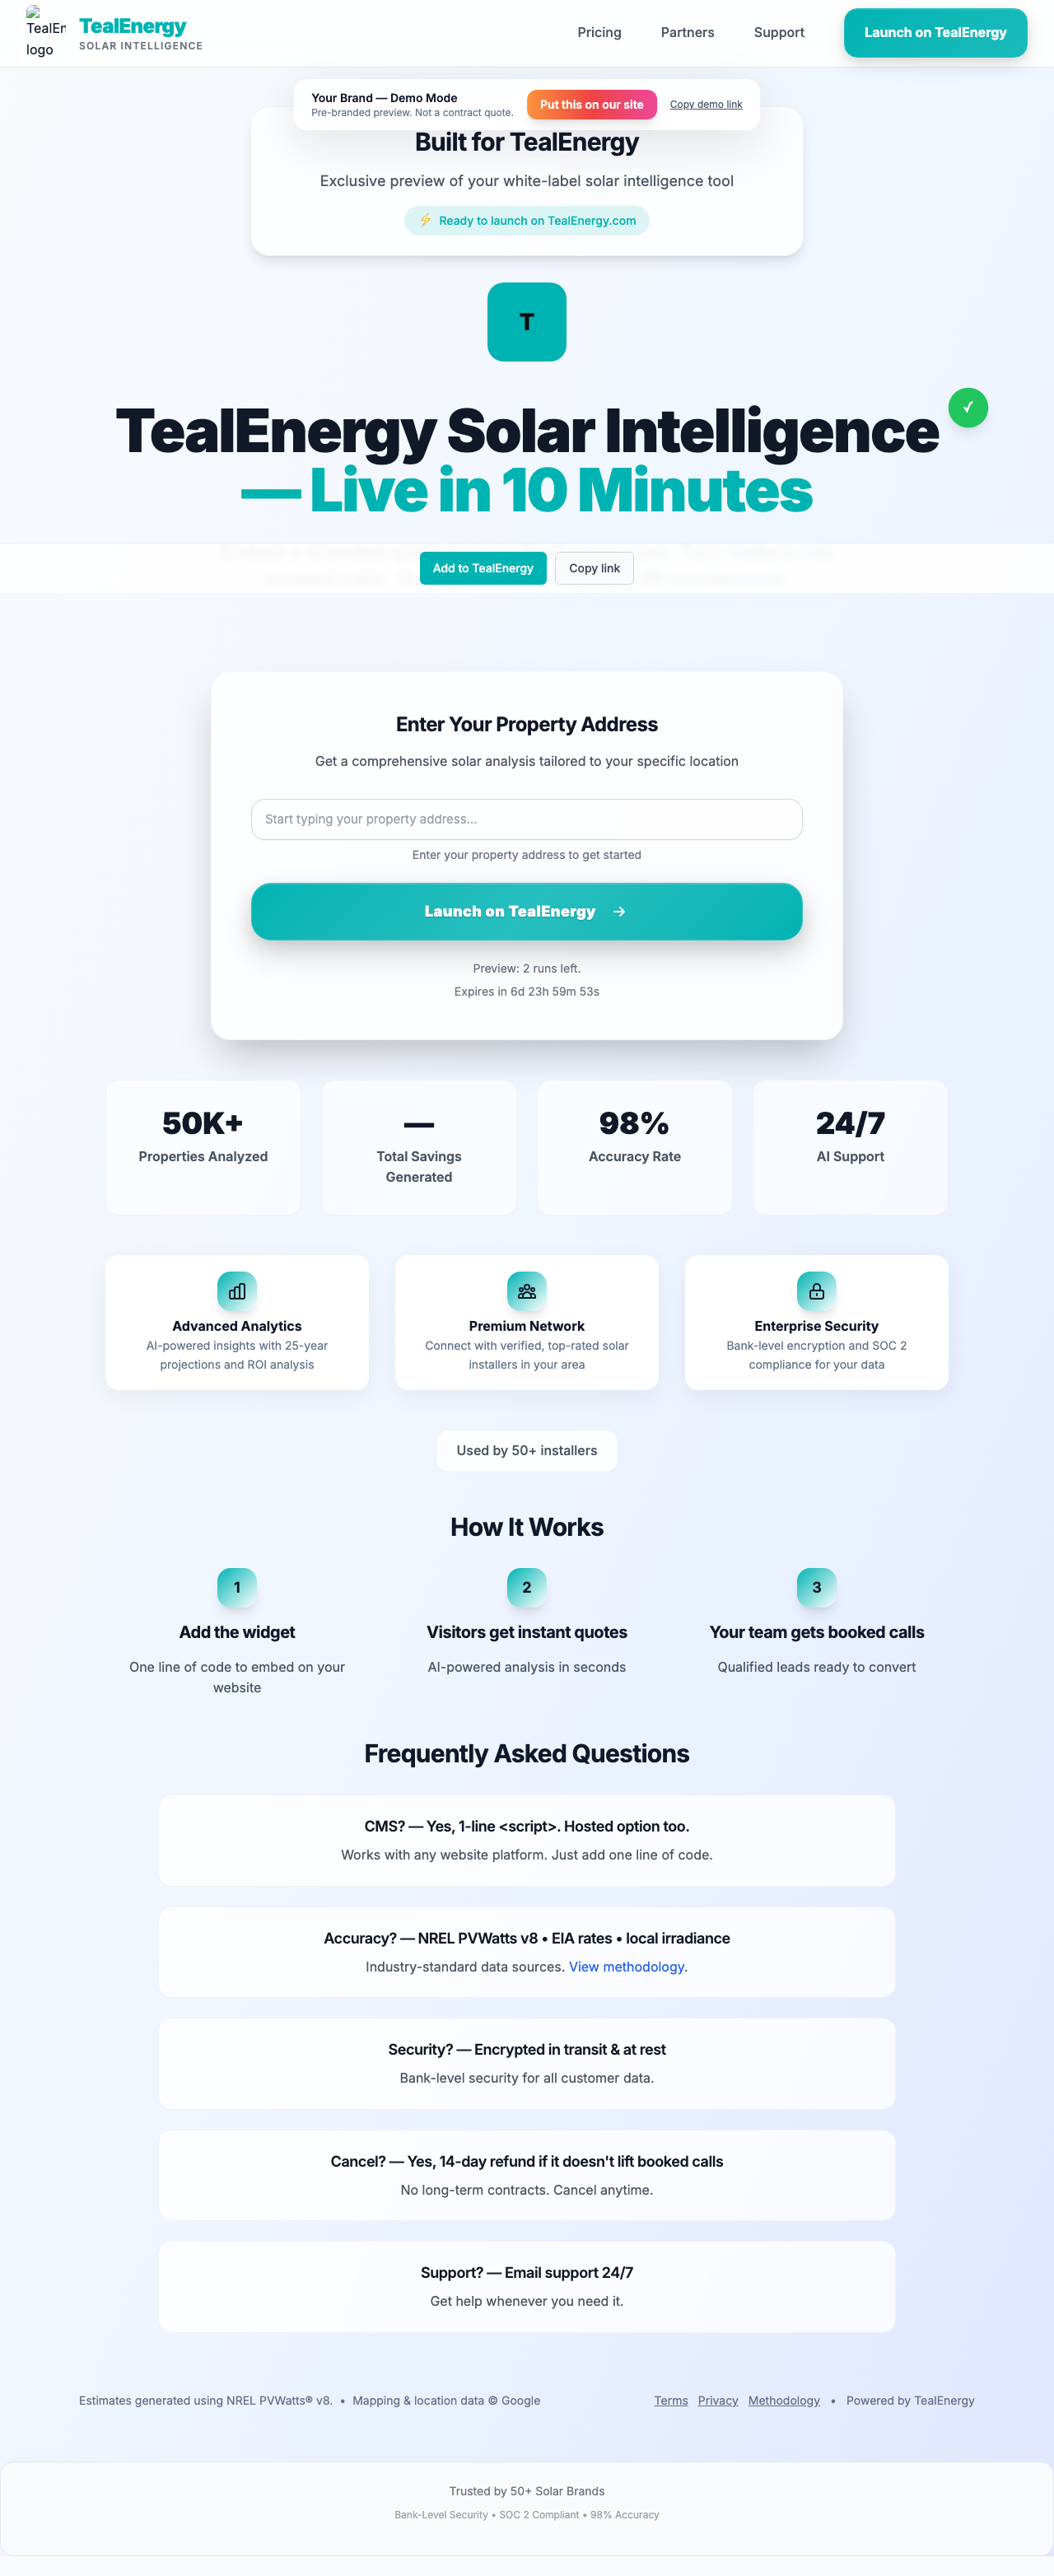 TealEn
logo
TealEnergy
SOLAR INTELLIGENCE
Pricing
Partners
Support
Launch on TealEnergy
Your Brand — Demo Mode
Pre-branded preview. Not a contract quote.
Put this on our site
Copy demo link
Built for TealEnergy
Exclusive preview of your white-label solar intelligence tool
⚡ Ready to launch on TealEnergy.com
T
✓
TealEnergy Solar Intelligence
— Live in 10 Minutes
Add to TealEnergy
Copy link
Enter Your Property Address
Get a comprehensive solar analysis tailored to your specific location
Start typing your property address...
Enter your property address to get started
Launch on TealEnergy →
Preview: 2 runs left.
Expires in 6d 23h 59m 53s
50K+
Properties Analyzed
—
Total Savings
Generated
98%
Accuracy Rate
24/7
AI Support
Advanced Analytics
AI-powered insights with 25-year
projections and ROI analysis
Premium Network
Connect with verified, top-rated solar
installers in your area
Enterprise Security
Bank-level encryption and SOC 2
compliance for your data
Used by 50+ installers
How It Works
1
Add the widget
One line of code to embed on your
website
2
Visitors get instant quotes
AI-powered analysis in seconds
3
Your team gets booked calls
Qualified leads ready to convert
Frequently Asked Questions
CMS? — Yes, 1-line <script>. Hosted option too.
Works with any website platform. Just add one line of code.
Accuracy? — NREL PVWatts v8 • EIA rates • local irradiance
Industry-standard data sources. View methodology.
Security? — Encrypted in transit & at rest
Bank-level security for all customer data.
Cancel? — Yes, 14-day refund if it doesn't lift booked calls
No long-term contracts. Cancel anytime.
Support? — Email support 24/7
Get help whenever you need it.
Estimates generated using NREL PVWatts® v8. • Mapping & location data © Google
Terms Privacy Methodology • Powered by TealEnergy
Trusted by 50+ Solar Brands
Bank-Level Security • SOC 2 Compliant • 98% Accuracy